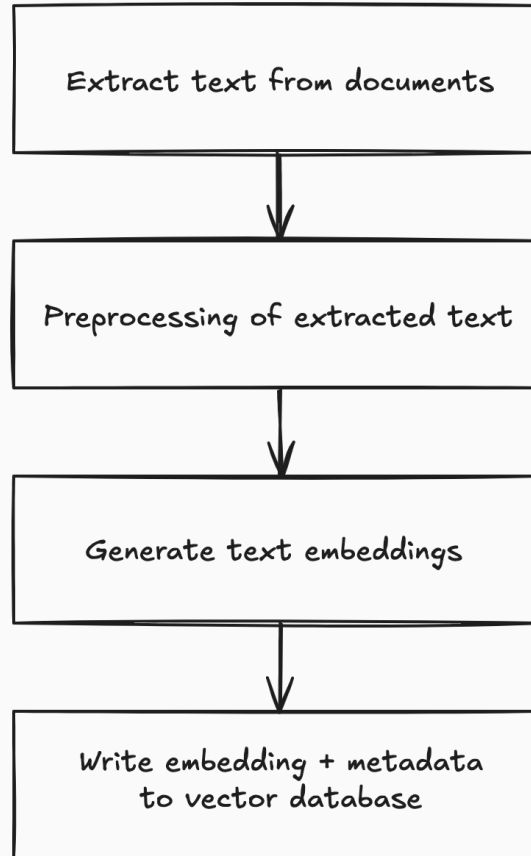 Extract text from documents
Preprocessing of extracted text
Generate text embeddings
Write embedding + metadata
to vector database